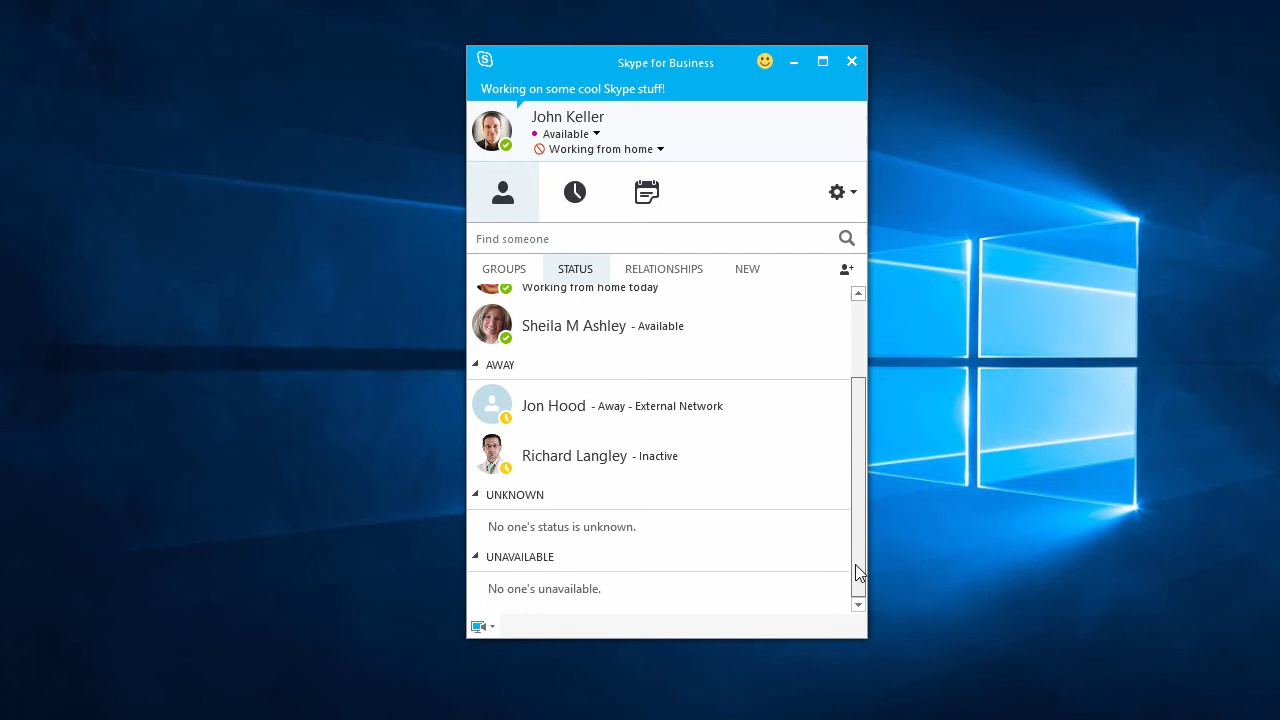 Skype for Business
Working on some cool Skype stuff!
John Keller
Available
Working from home
Find someone
GROUPS STATUS RELATIONSHIPS NEW
Working from home today
Sheila M Ashley - Available
AWAY
Jon Hood - Away - External Network
Richard Langley - Inactive
UNKNOWN
No one's status is unknown.
UNAVAILABLE
No one's unavailable.